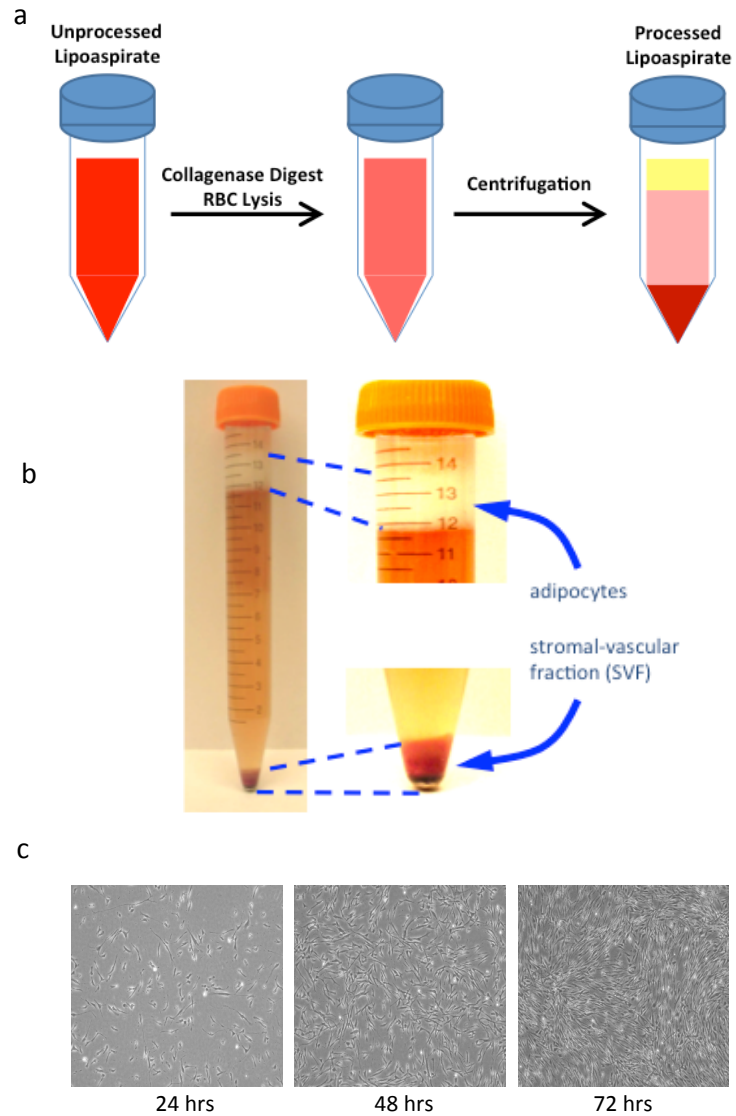 a
Unprocessed
Lipoaspirate
Collagenase Digest
RBC Lysis
Centrifugation
Processed
Lipoaspirate
b
14
13
12
11
adipocytes
stromal-vascular
fraction (SVF)
c
24 hrs
48 hrs
72 hrs